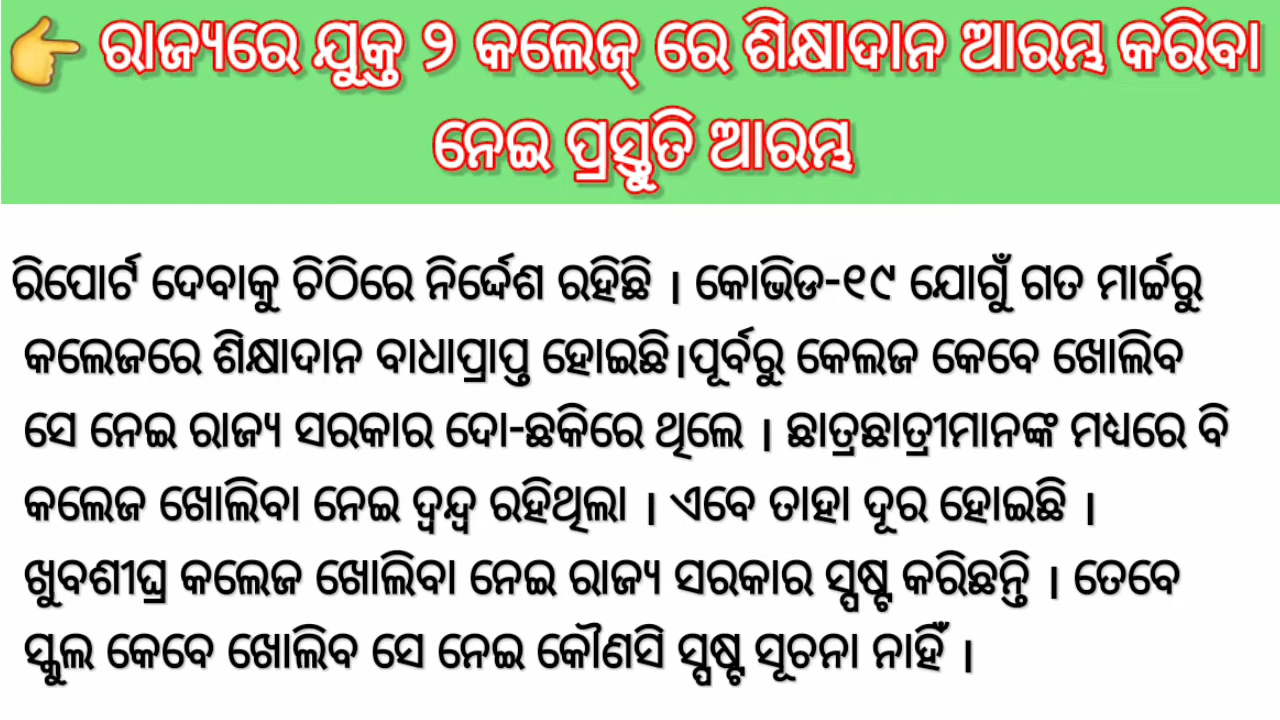 👉 ରାଜ୍ୟରେ ଯୁକ୍ତ ୨ କଲେଜ୍ ରେ ଶିକ୍ଷାଦାନ ଆରମ୍ଭ କରିବା
ନେଇ ପ୍ରସ୍ତୁତି ଆରମ୍ଭ
ରିପୋର୍ଟ ଦେବାକୁ ଚିଠିରେ ନିର୍ଦ୍ଦେଶ ରହିଛି । କୋଭିଡ-୧୯ ଯୋଗୁଁ ଗତ ମାର୍ଚ୍ଚରୁ
କଲେଜରେ ଶିକ୍ଷାଦାନ ବାଧାପ୍ରାପ୍ତ ହୋଇଛି।ପୂର୍ବରୁ କେଲଜ କେବେ ଖୋଲିବ
ସେ ନେଇ ରାଜ୍ୟ ସରକାର ଦୋ-ଛକିରେ ଥିଲେ । ଛାତ୍ରଛାତ୍ରୀମାନଙ୍କ ମଧ୍ୟରେ ବି
କଲେଜ ଖୋଲିବା ନେଇ ଦ୍ୱନ୍ଦ୍ୱ ରହିଥିଲା । ଏବେ ତାହା ଦୂର ହୋଇଛି ।
ଖୁବଶୀଘ୍ର କଲେଜ ଖୋଲିବା ନେଇ ରାଜ୍ୟ ସରକାର ସ୍ପଷ୍ଟ କରିଛନ୍ତି । ତେବେ
ସ୍କୁଲ କେବେ ଖୋଲିବ ସେ ନେଇ କୌଣସି ସ୍ପଷ୍ଟ ସୂଚନା ନାହିଁ ।